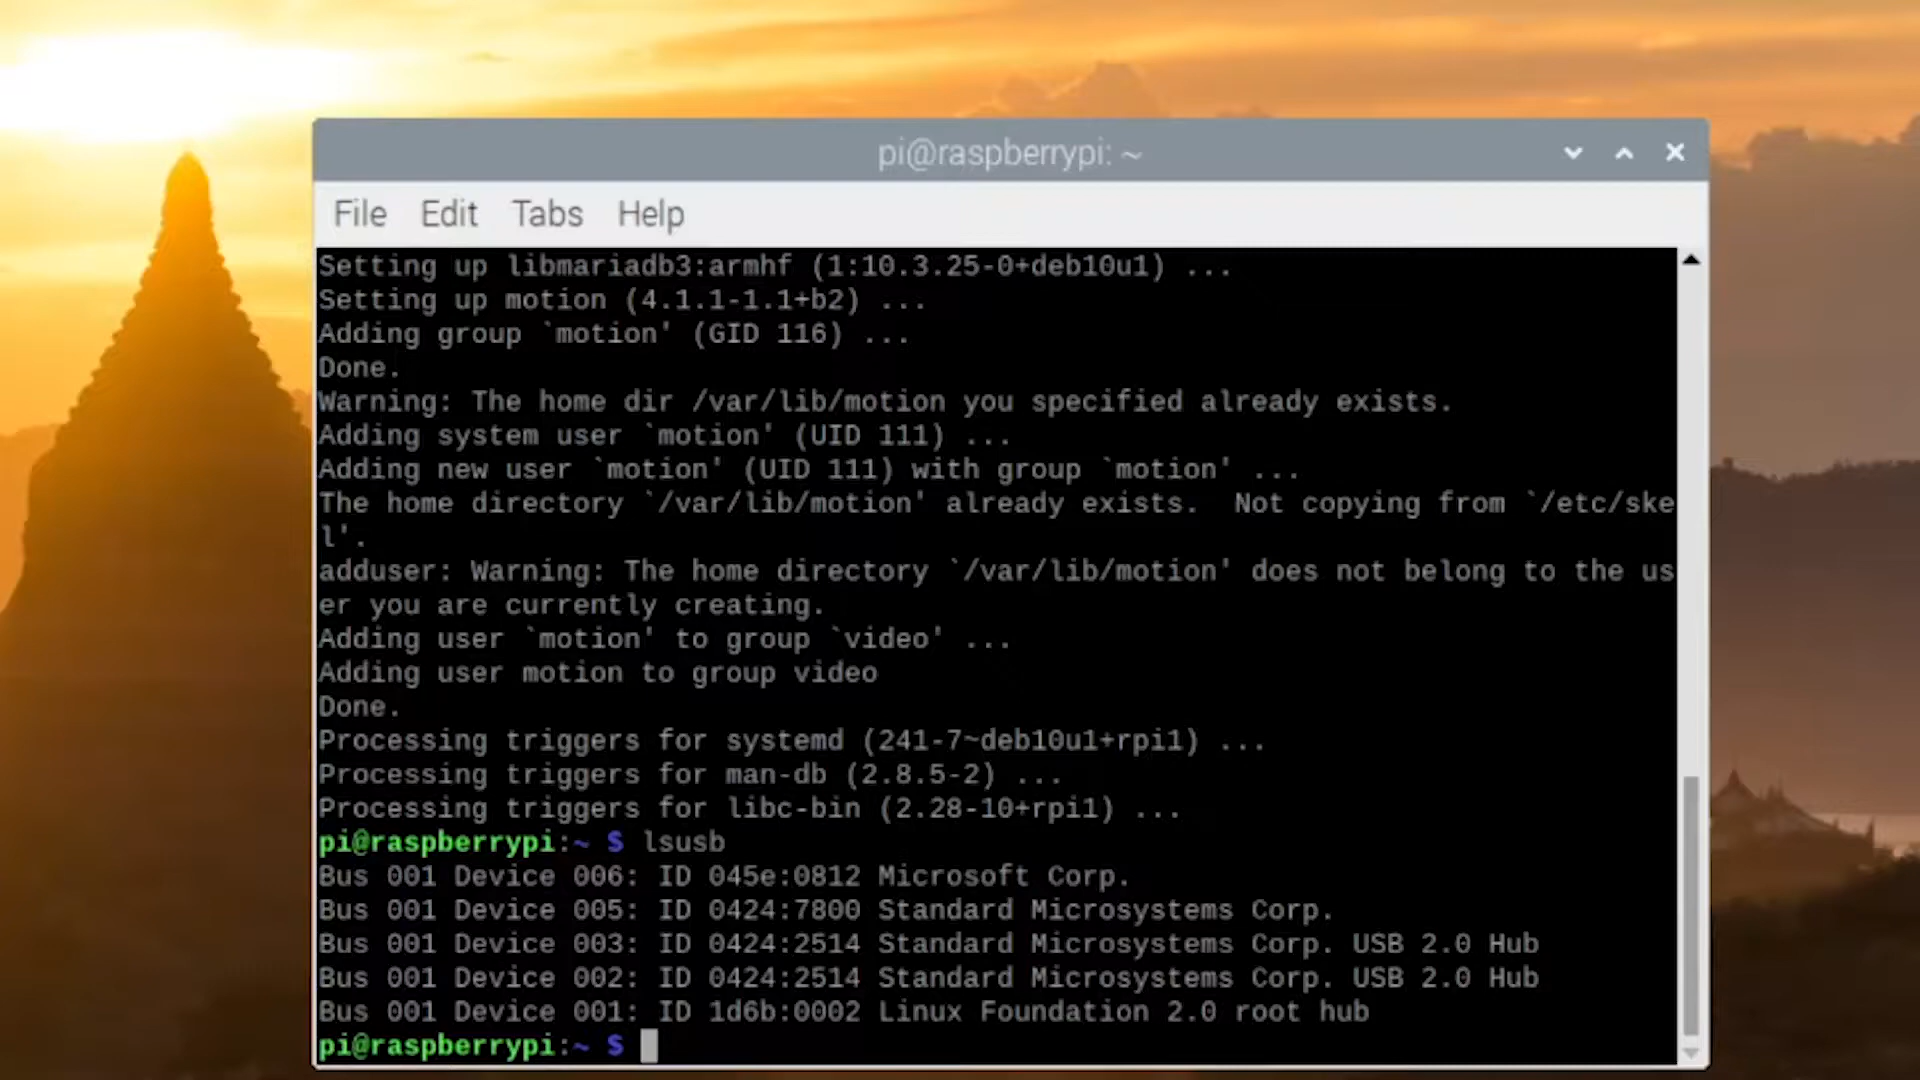 pi@raspberrypi: ~
File Edit Tabs Help
Setting up libmariadb3:armhf (1:10.3.25-0+deb10u1) ...
Setting up motion (4.1.1-1.1+b2) ...
Adding group `motion' (GID 116) ...
Done.
Warning: The home dir /var/lib/motion you specified already exists.
Adding system user `motion' (UID 111) ...
Adding new user `motion' (UID 111) with group `motion' ...
The home directory `/var/lib/motion' already exists.  Not copying from `/etc/ske
l'.
adduser: Warning: The home directory `/var/lib/motion' does not belong to the us
er you are currently creating.
Adding user `motion' to group `video' ...
Adding user motion to group video
Done.
Processing triggers for systemd (241-7~deb10u1+rpi1) ...
Processing triggers for man-db (2.8.5-2) ...
Processing triggers for libc-bin (2.28-10+rpi1) ...
pi@raspberrypi:~ $ lsusb
Bus 001 Device 006: ID 045e:0812 Microsoft Corp.
Bus 001 Device 005: ID 0424:7800 Standard Microsystems Corp.
Bus 001 Device 003: ID 0424:2514 Standard Microsystems Corp. USB 2.0 Hub
Bus 001 Device 002: ID 0424:2514 Standard Microsystems Corp. USB 2.0 Hub
Bus 001 Device 001: ID 1d6b:0002 Linux Foundation 2.0 root hub
pi@raspberrypi:~ $